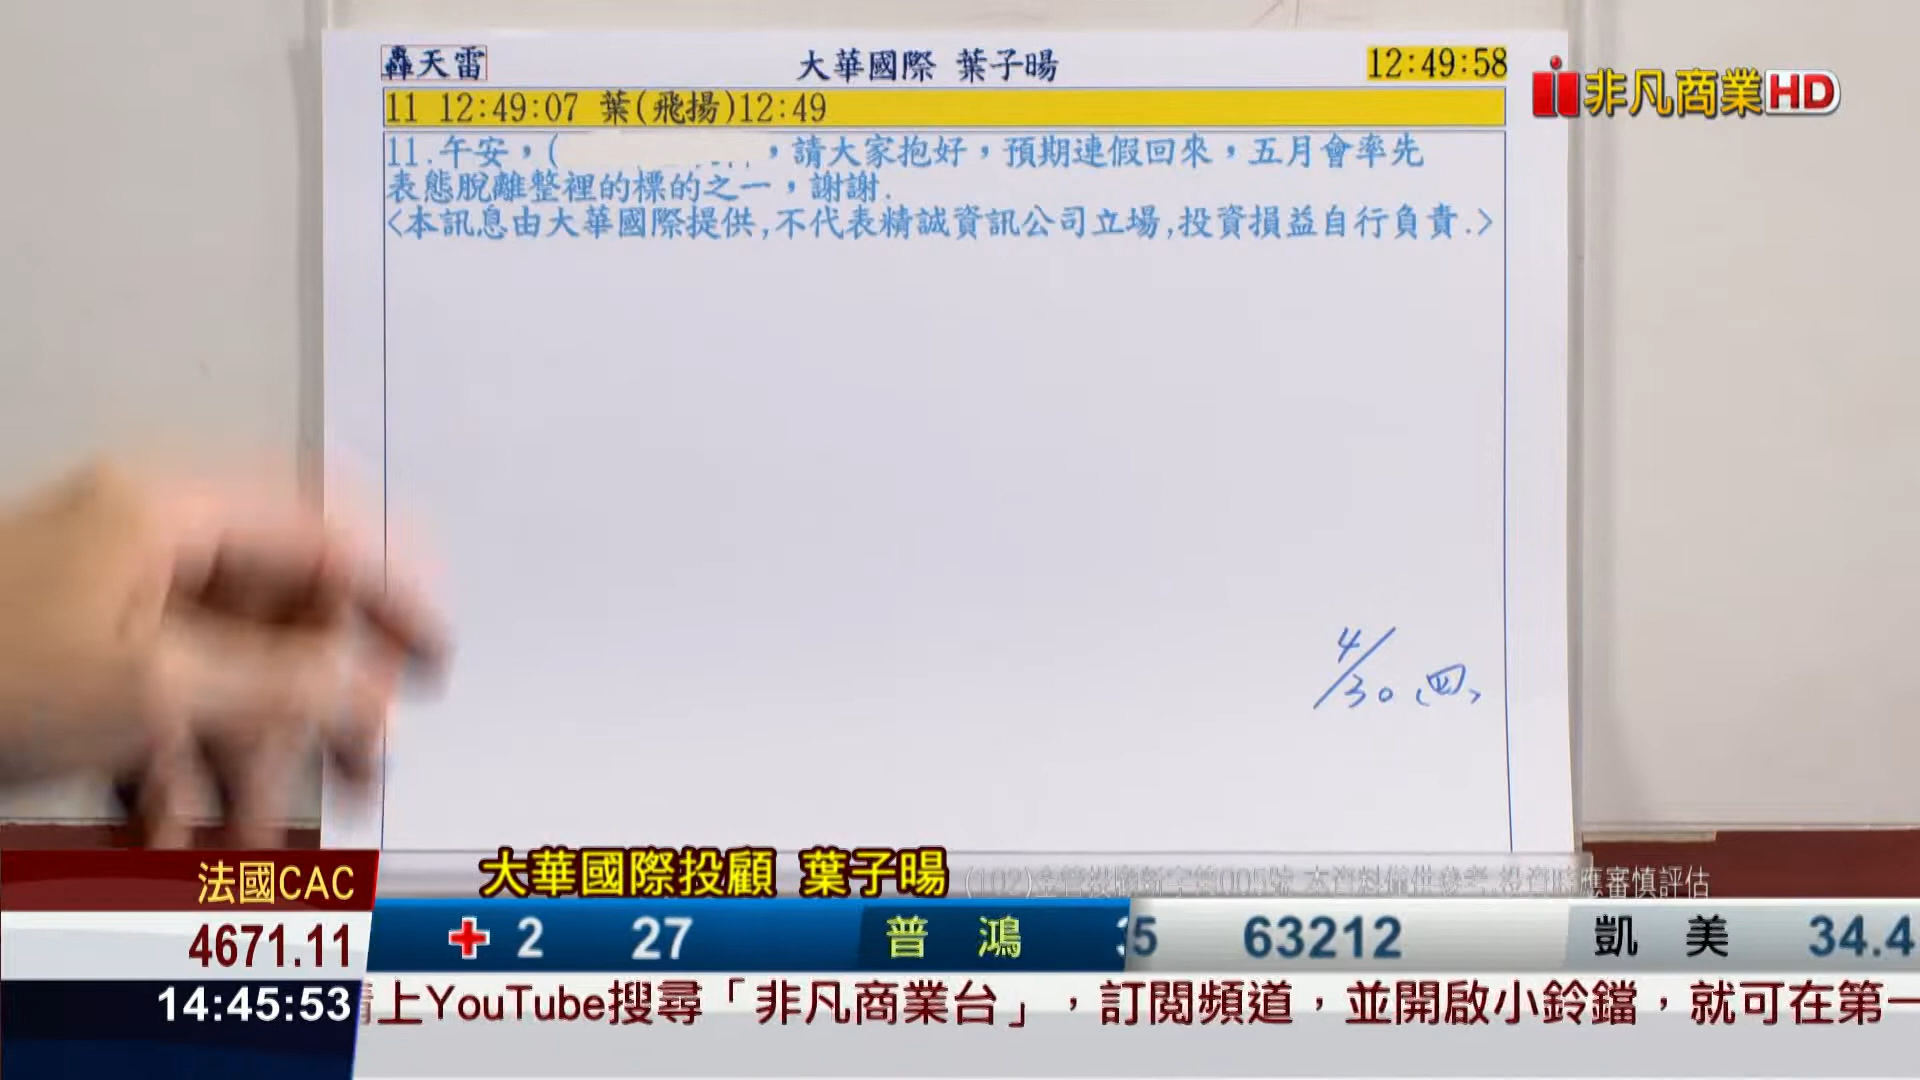 轟天雷 大華國際 葉子暘 12:49:58
非凡商業HD
11 12:49:07 葉(飛揚)12:49
11.午安，( ，請大家抱好，預期連假回來，五月會率先
表態脫離整裡的標的之一，謝謝.
<本訊息由大華國際提供,不代表精誠資訊公司立場,投資損益自行負責.>
4/30(四)
法國CAC
大華國際投顧 葉子暘
應審慎評估
4671.11
2 27 普鴻 5 63212 凱美 34.4
14:45:53
上YouTube搜尋「非凡商業台」，訂閱頻道，並開啟小鈴鐺，就可在第一